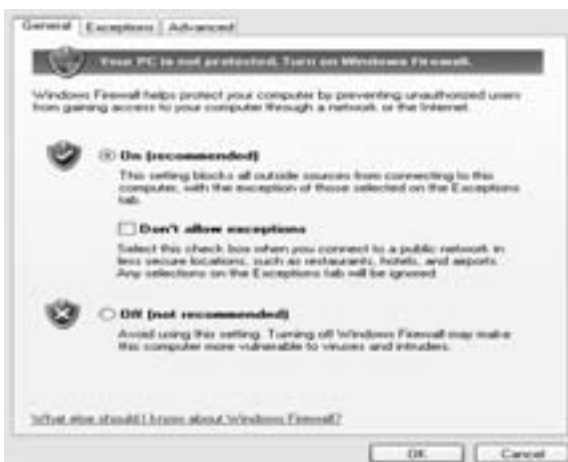 General Exceptions Advanced
Your PC is not protected. Turn on Windows Firewall.
Windows Firewall helps protect your computer by preventing unauthorized users
from gaining access to your computer through a network or the Internet.
On (recommended)
This setting blocks all outside sources from connecting to this
computer, with the exception of those selected on the Exceptions
tab.
Don't allow exceptions
Select this check box when you connect to a public network in
less secure locations, such as restaurants, hotels, and airports.
Any selections on the Exceptions tab will be ignored.
Off (not recommended)
Avoid using this setting. Turning off Windows Firewall may make
this computer more vulnerable to viruses and intruders.
What else should I know about Windows Firewall?
OK Cancel